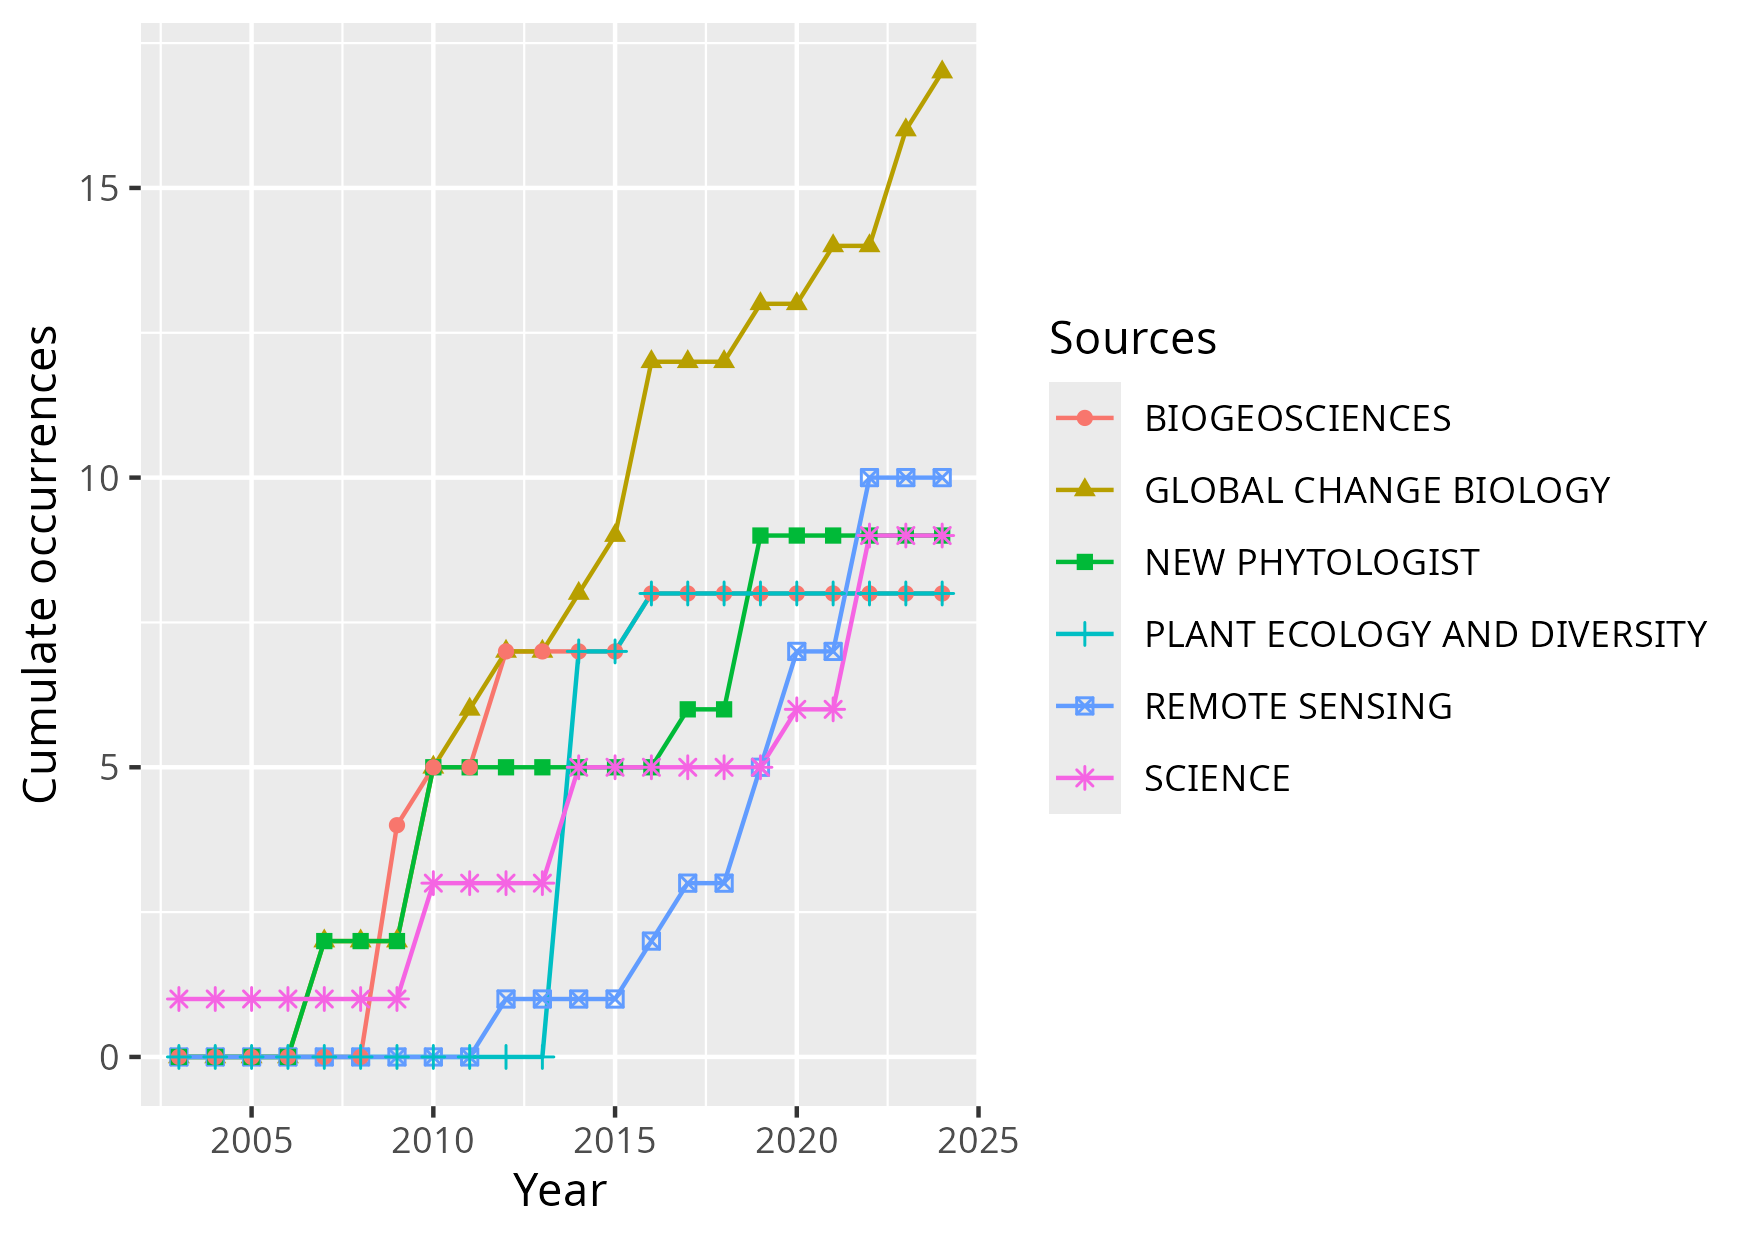 Cumulate occurrences
15
10
5
0
2005 2010 2015 2020 2025
Year
Sources
BIOGEOSCIENCES
GLOBAL CHANGE BIOLOGY
NEW PHYTOLOGIST
PLANT ECOLOGY AND DIVERSITY
REMOTE SENSING
SCIENCE